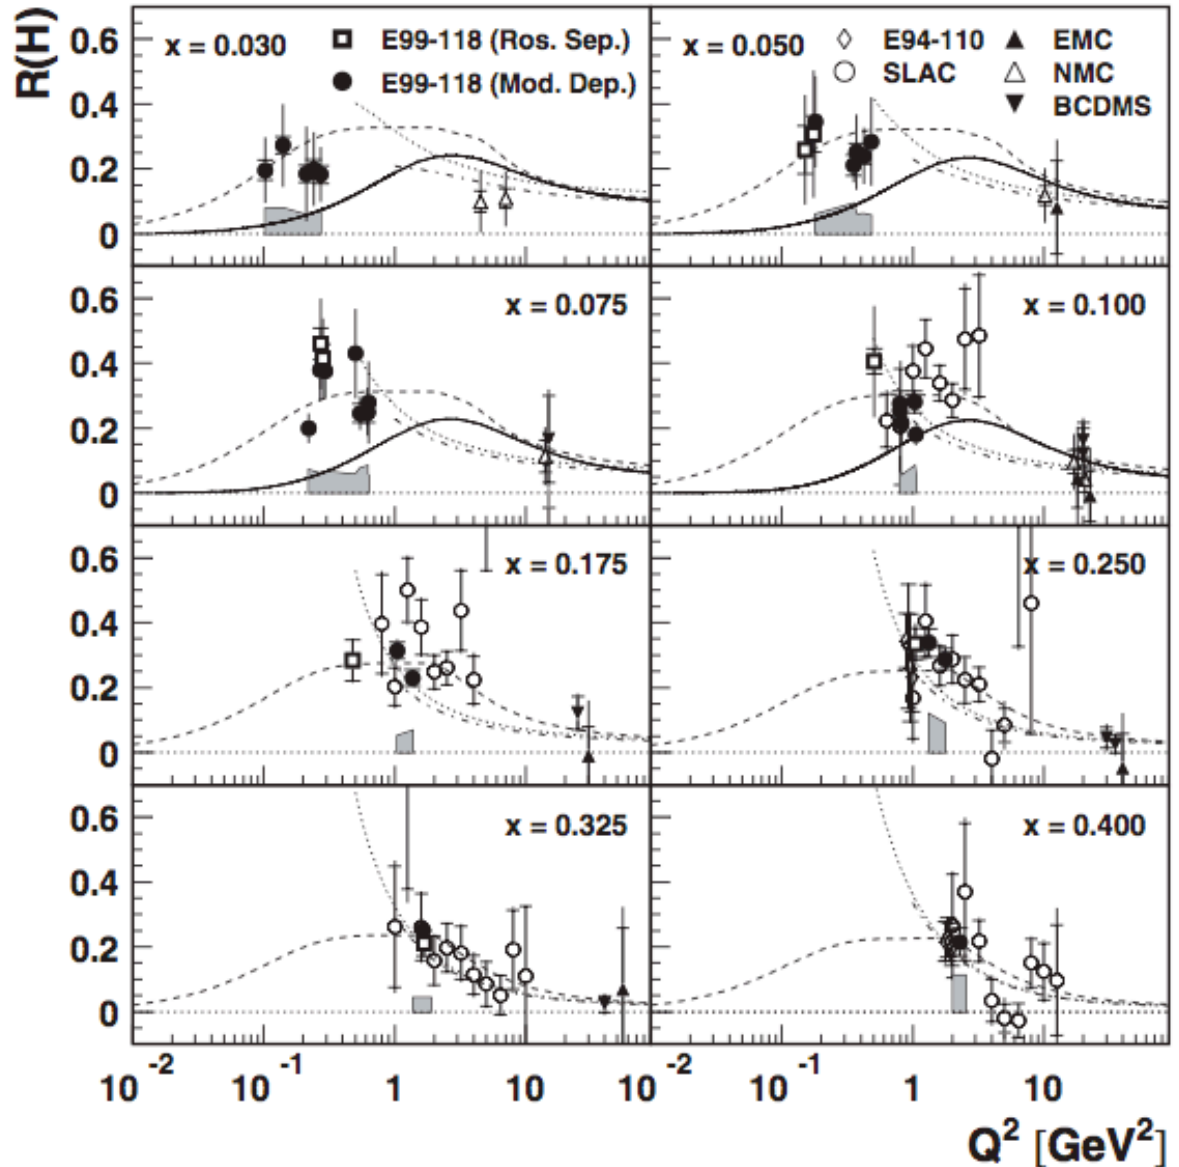 R(H)
0.6
0.4
0.2
0
x = 0.030
E99-118 (Ros. Sep.)
E99-118 (Mod. Dep.)
x = 0.050
E94-110
SLAC
EMC
NMC
BCDMS
0.6
0.4
0.2
0
x = 0.075
x = 0.100
0.6
0.4
0.2
0
x = 0.175
x = 0.250
0.6
0.4
0.2
0
x = 0.325
x = 0.400
10 -2 10 -1 1 10 10 -2 10 -1 1 10
Q² [GeV²]